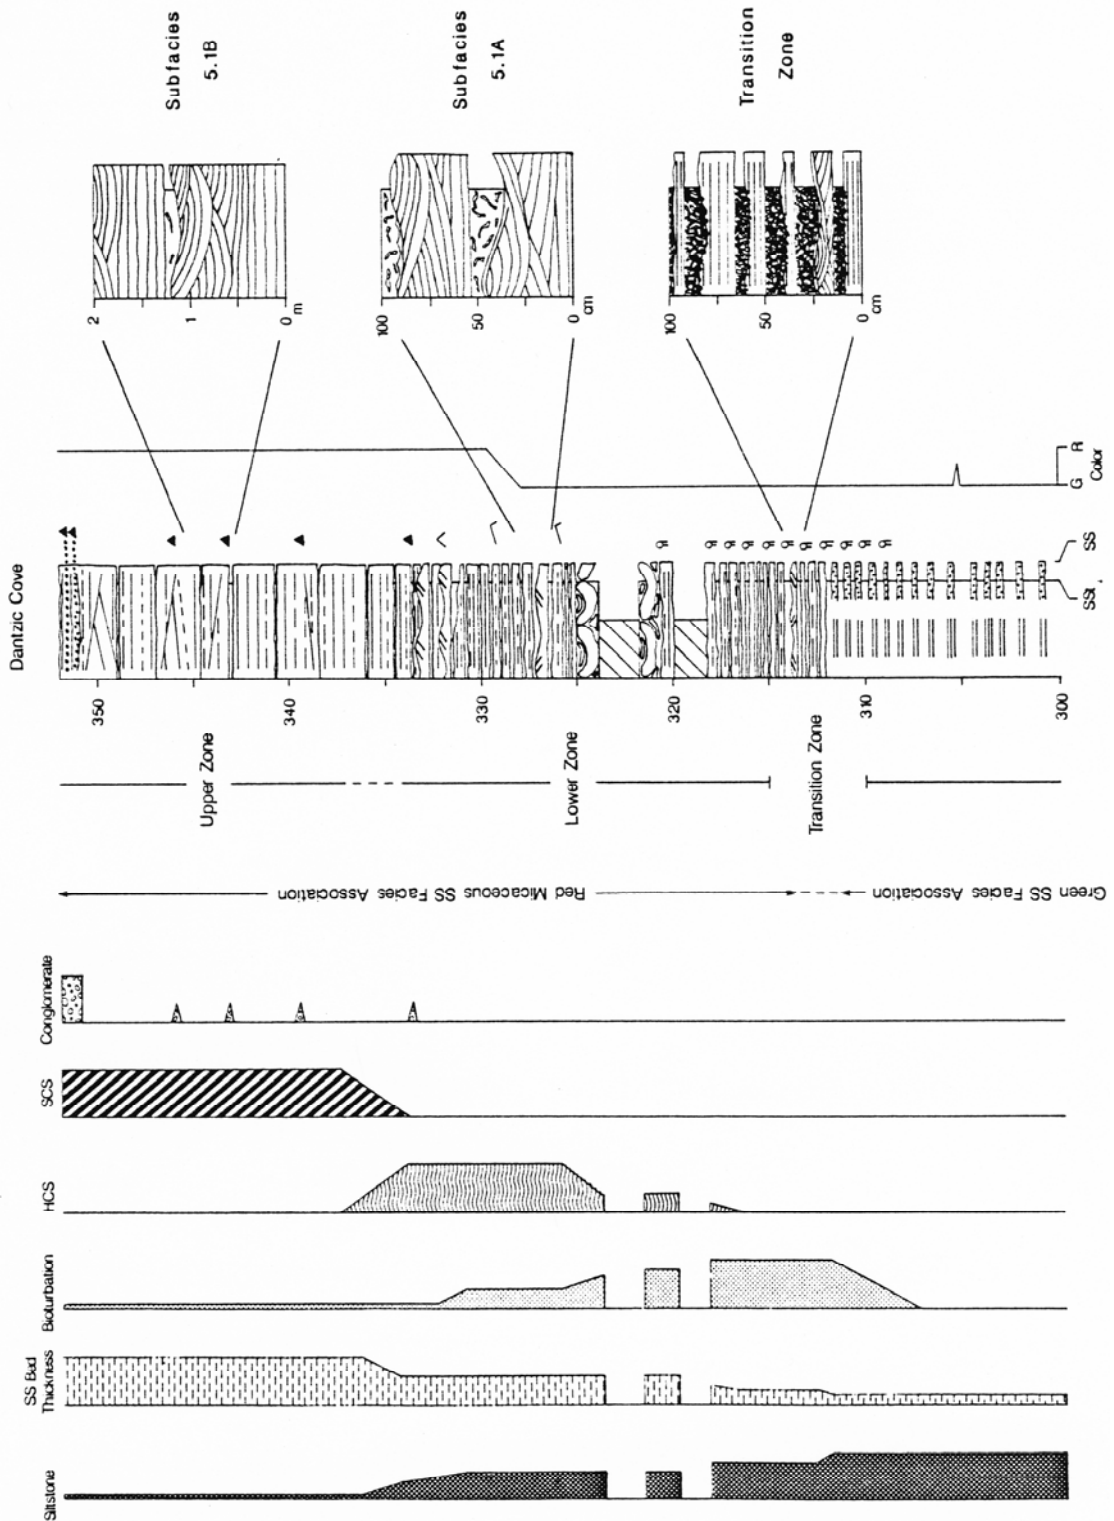 Dantzic Cove
Siltstone
SS Bed
Thickness
Bioturbation
HCS
SCS
Conglomerate
Red Micaceous SS Facies Association
Green SS Facies Association
Upper Zone
Lower Zone
Transition Zone
350
340
330
320
310
300
SS
G R
Color
2
1
0 m
Subfacies
5.1B
100
50
0 cm
Subfacies
5.1A
100
50
0 cm
Transition
Zone